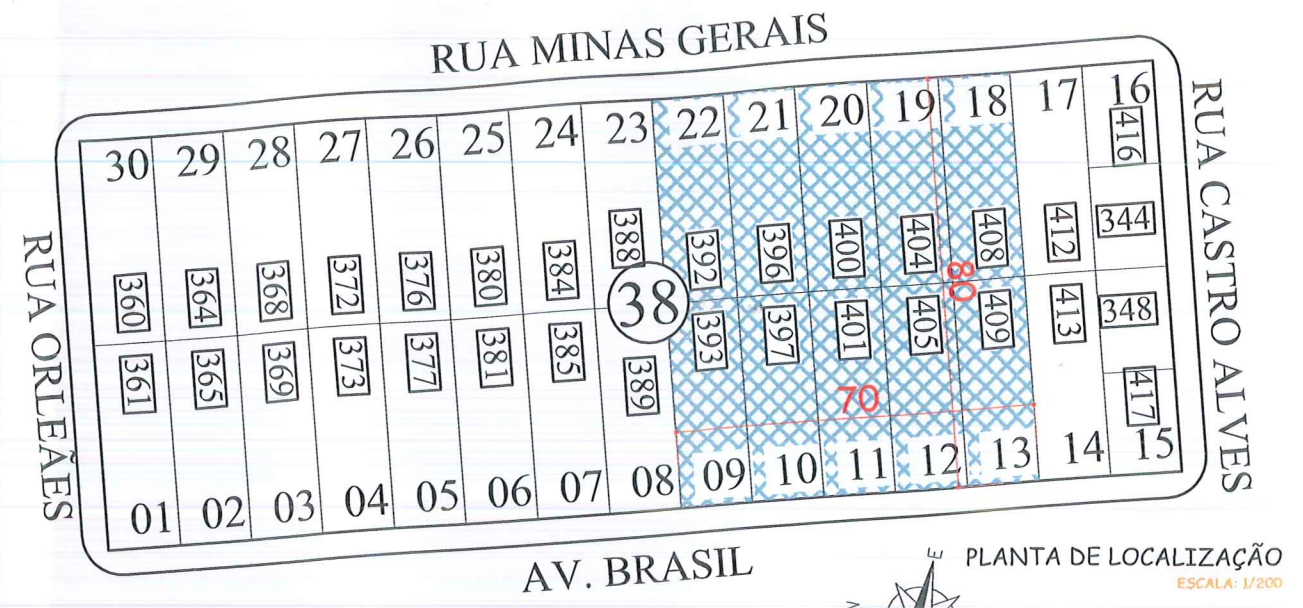 RUA MINAS GERAIS
30 29 28 27 26 25 24 23 22 21 20 19 18 17 16
416
344
360 364 368 372 376 380 384 388 392 396 400 404 408 412
38
80
348
361 365 369 373 377 381 385 389 393 397 401 405 409 413
417
70
01 02 03 04 05 06 07 08 09 10 11 12 13 14 15
RUA ORLEÃES
RUA CASTRO ALVES
AV. BRASIL
E
PLANTA DE LOCALIZAÇÃO
ESCALA: 1/200